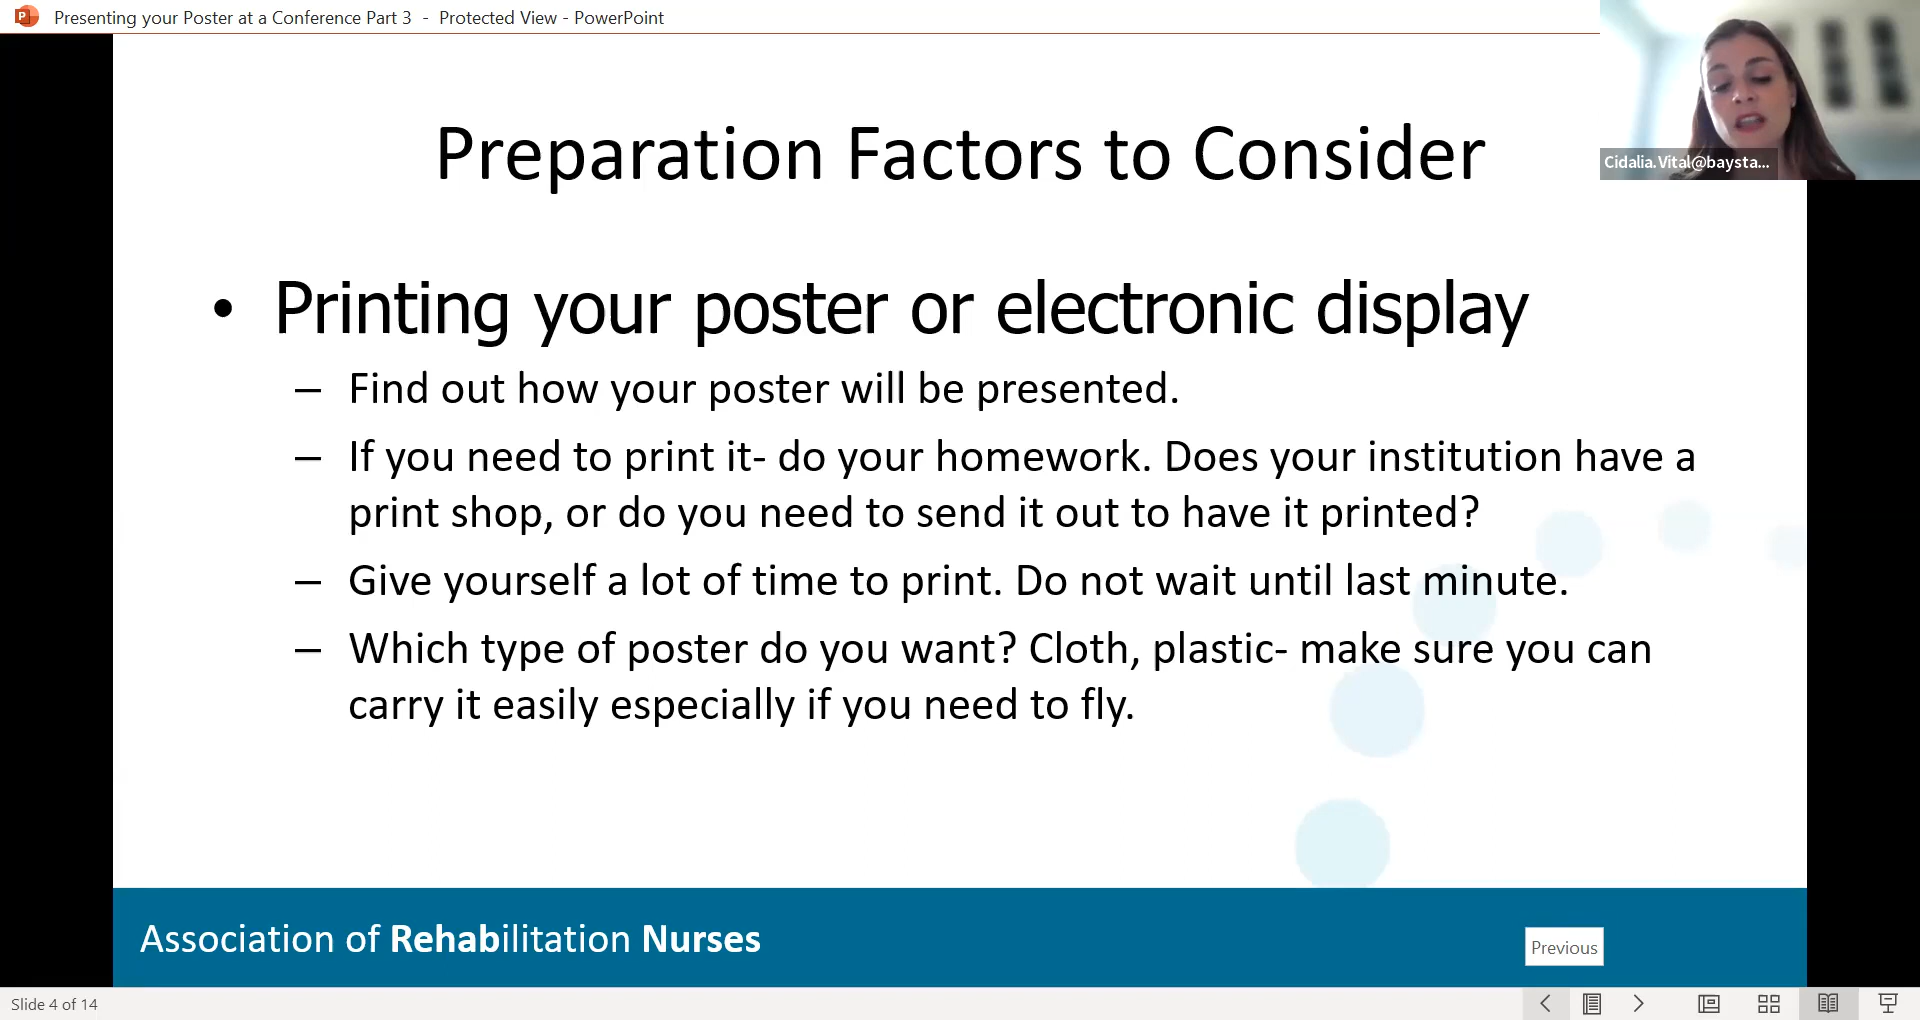 Presenting your Poster at a Conference Part 3 - Protected View - PowerPoint
Cidalia.Vital@baysta...
Preparation Factors to Consider
• Printing your poster or electronic display
– Find out how your poster will be presented.
– If you need to print it- do your homework. Does your institution have a
print shop, or do you need to send it out to have it printed?
– Give yourself a lot of time to print. Do not wait until last minute.
– Which type of poster do you want? Cloth, plastic- make sure you can
carry it easily especially if you need to fly.
Association of Rehabilitation Nurses
Previous
Slide 4 of 14